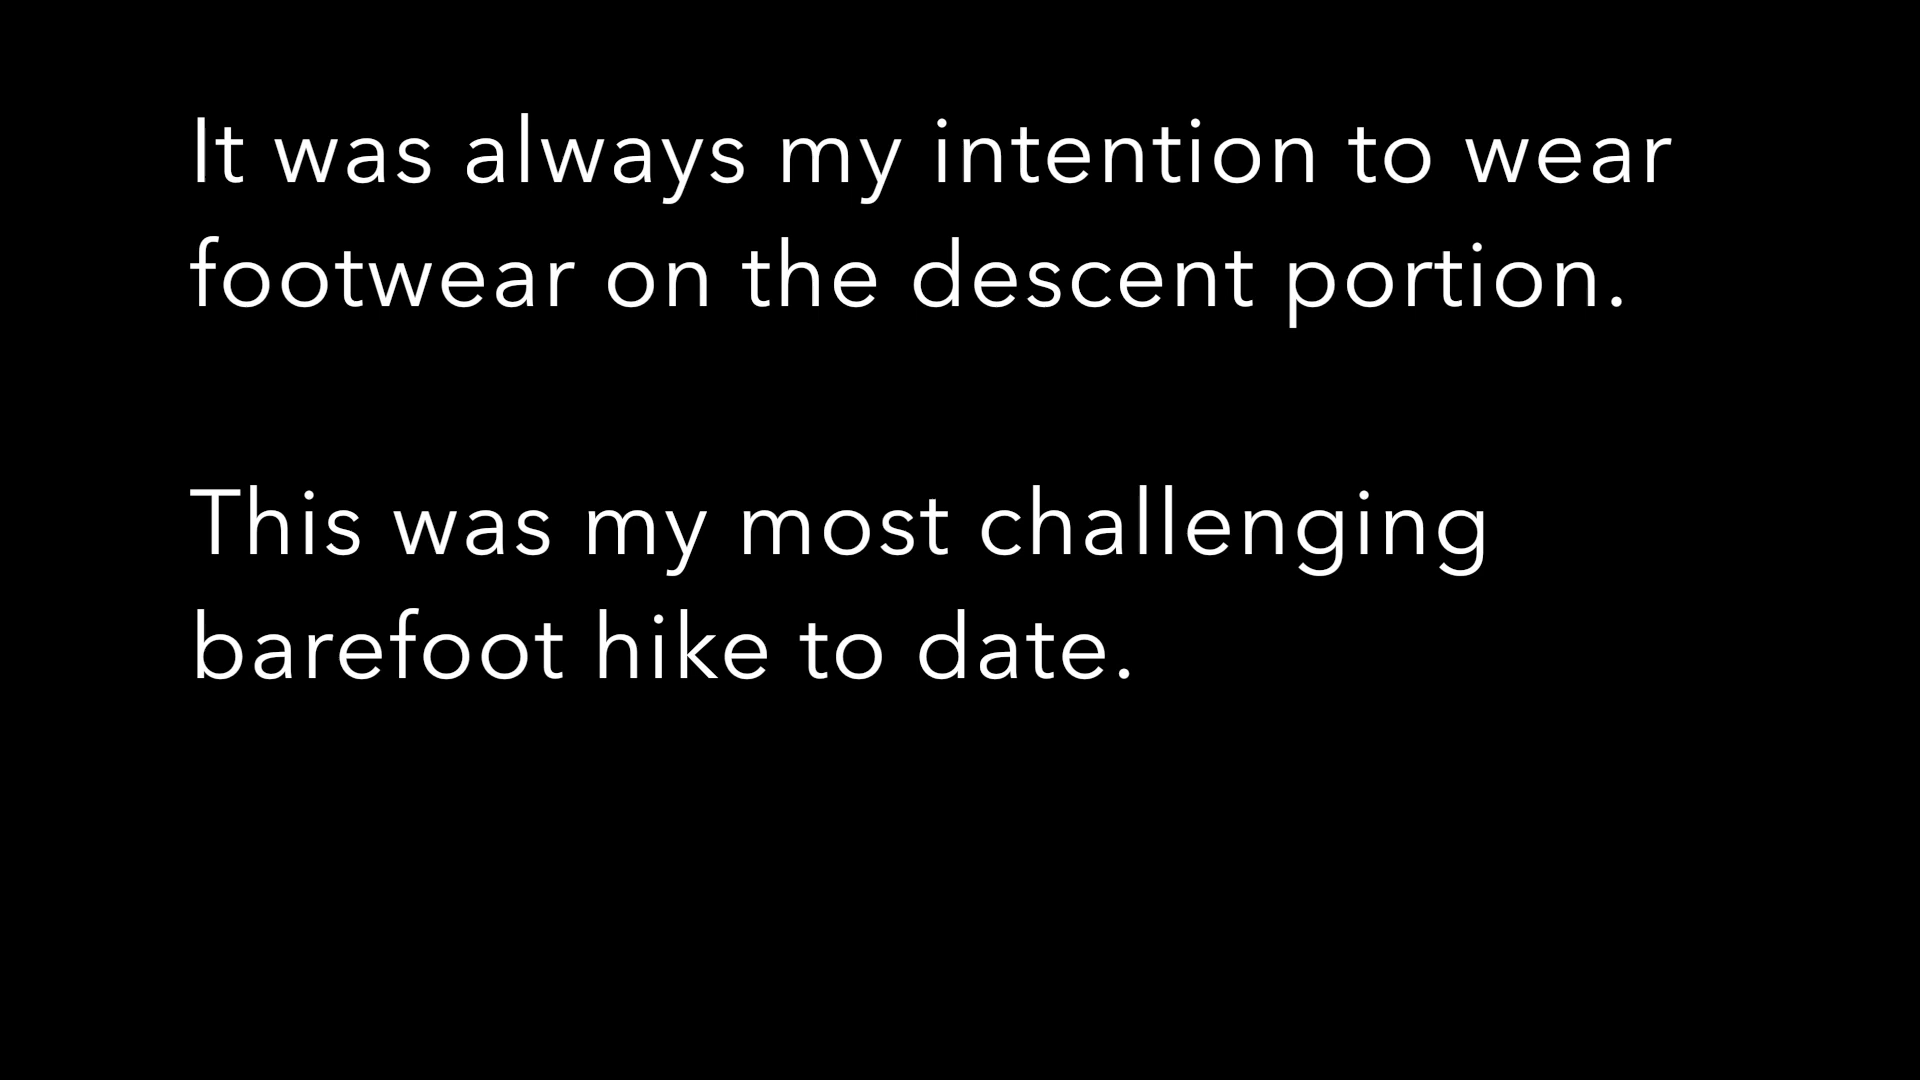 It was always my intention to wear
footwear on the descent portion.
This was my most challenging
barefoot hike to date.